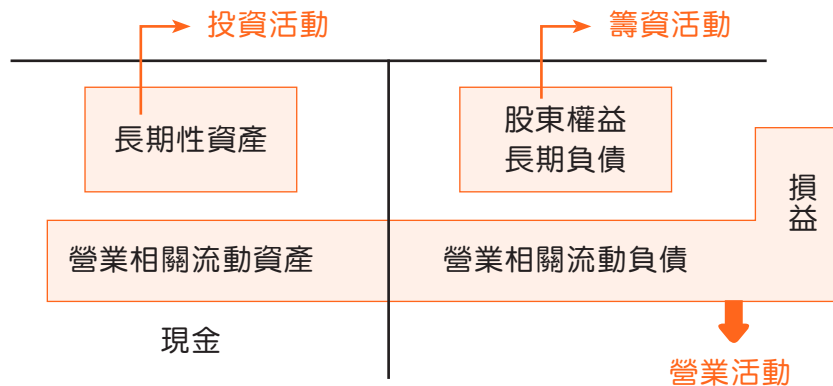 投資活動
籌資活動
長期性資產
股東權益
長期負債
損益
營業相關流動資產
營業相關流動負債
現金
營業活動